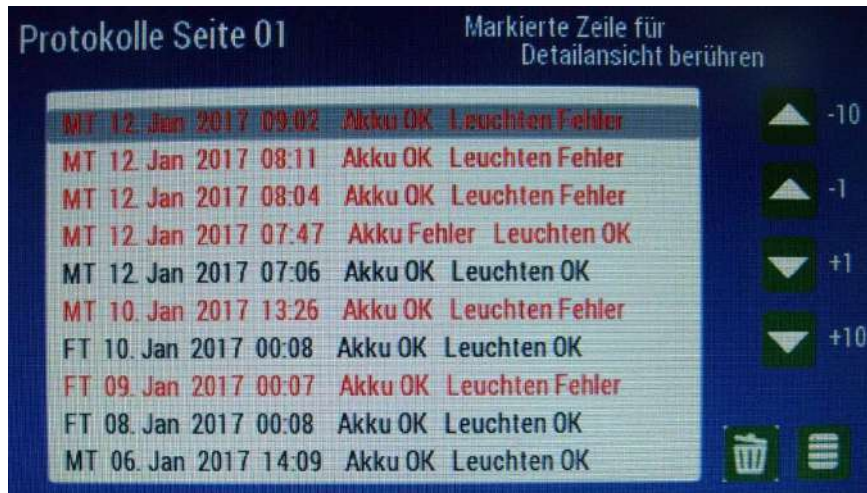 Protokolle Seite 01
Markierte Zeile für
Detailansicht berühren
MT 12. Jan 2017 09:02 Akku OK Leuchten Fehler
MT 12. Jan 2017 08:11 Akku OK Leuchten Fehler
MT 12. Jan 2017 08:04 Akku OK Leuchten Fehler
MT 12. Jan 2017 07:47 Akku Fehler Leuchten OK
MT 12. Jan 2017 07:06 Akku OK Leuchten OK
MT 10. Jan 2017 13:26 Akku OK Leuchten Fehler
FT 10. Jan 2017 00:08 Akku OK Leuchten OK
FT 09. Jan 2017 00:07 Akku OK Leuchten Fehler
FT 08. Jan 2017 00:08 Akku OK Leuchten OK
MT 06. Jan 2017 14:09 Akku OK Leuchten OK
-10
-1
+1
+10